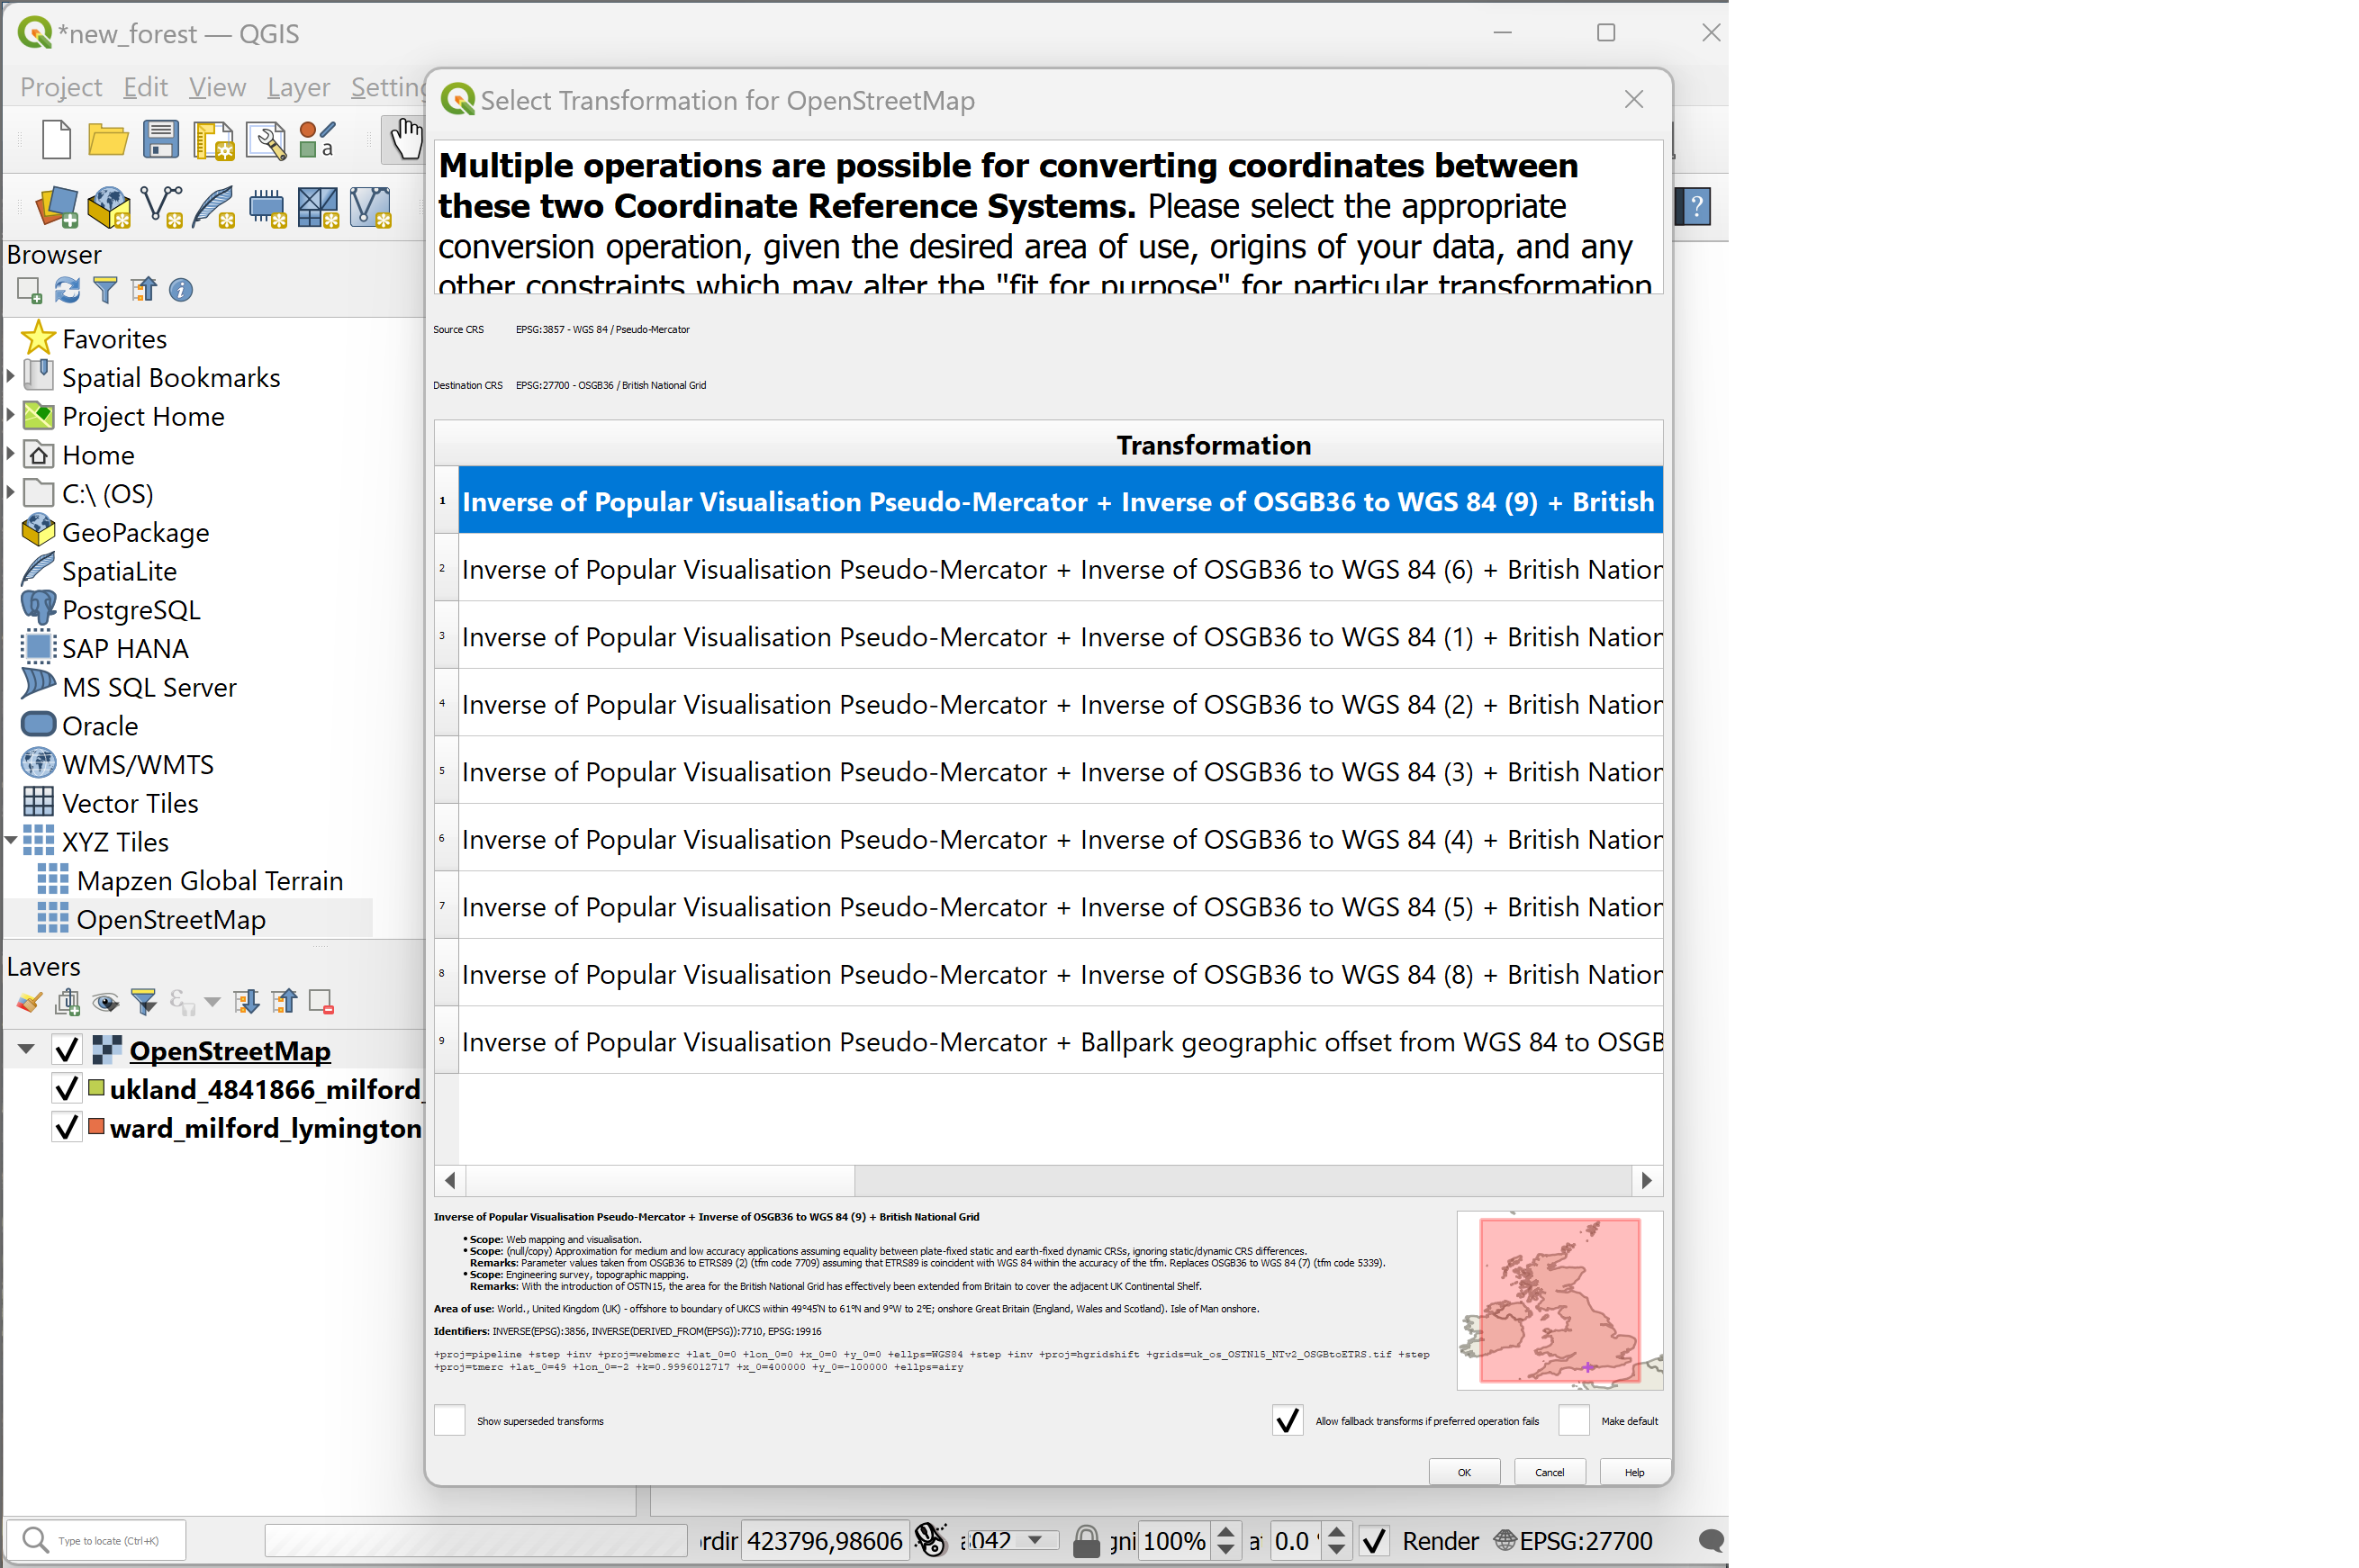 *new_forest — QGIS
Project Edit View Layer Setting
Select Transformation for OpenStreetMap
Multiple operations are possible for converting coordinates between
these two Coordinate Reference Systems. Please select the appropriate
conversion operation, given the desired area of use, origins of your data, and any
other constraints which may alter the "fit for purpose" for particular transformation
Source CRS EPSG:3857 - WGS 84 / Pseudo-Mercator
Destination CRS EPSG:27700 - OSGB36 / British National Grid
Browser
Favorites
Spatial Bookmarks
Project Home
Home
C:\ (OS)
GeoPackage
SpatiaLite
PostgreSQL
SAP HANA
MS SQL Server
Oracle
WMS/WMTS
Vector Tiles
XYZ Tiles
Mapzen Global Terrain
OpenStreetMap
Layers
OpenStreetMap
ukland_4841866_milford_
ward_milford_lymington
Transformation
1 Inverse of Popular Visualisation Pseudo-Mercator + Inverse of OSGB36 to WGS 84 (9) + British
2 Inverse of Popular Visualisation Pseudo-Mercator + Inverse of OSGB36 to WGS 84 (6) + British Nation
3 Inverse of Popular Visualisation Pseudo-Mercator + Inverse of OSGB36 to WGS 84 (1) + British Nation
4 Inverse of Popular Visualisation Pseudo-Mercator + Inverse of OSGB36 to WGS 84 (2) + British Nation
5 Inverse of Popular Visualisation Pseudo-Mercator + Inverse of OSGB36 to WGS 84 (3) + British Nation
6 Inverse of Popular Visualisation Pseudo-Mercator + Inverse of OSGB36 to WGS 84 (4) + British Nation
7 Inverse of Popular Visualisation Pseudo-Mercator + Inverse of OSGB36 to WGS 84 (5) + British Nation
8 Inverse of Popular Visualisation Pseudo-Mercator + Inverse of OSGB36 to WGS 84 (8) + British Nation
9 Inverse of Popular Visualisation Pseudo-Mercator + Ballpark geographic offset from WGS 84 to OSGB
Inverse of Popular Visualisation Pseudo-Mercator + Inverse of OSGB36 to WGS 84 (9) + British National Grid
• Scope: Web mapping and visualisation.
• Scope: (null/copy) Approximation for medium and low accuracy applications assuming equality between plate-fixed static and earth-fixed dynamic CRSs, ignoring static/dynamic CRS differences.
Remarks: Parameter values taken from OSGB36 to ETRS89 (2) (tfm code 7709) assuming that ETRS89 is coincident with WGS 84 within the accuracy of the tfm. Replaces OSGB36 to WGS 84 (7) (tfm code 5339).
• Scope: Engineering survey, topographic mapping.
Remarks: With the introduction of OSTN15, the area for the British National Grid has effectively been extended from Britain to cover the adjacent UK Continental Shelf.
Area of use: World., United Kingdom (UK) - offshore to boundary of UKCS within 49°45'N to 61°N and 9°W to 2°E; onshore Great Britain (England, Wales and Scotland). Isle of Man onshore.
Identifiers: INVERSE(EPSG):3856, INVERSE(DERIVED_FROM(EPSG)):7710, EPSG:19916
+proj=pipeline +step +inv +proj=webmerc +lat_0=0 +lon_0=0 +x_0=0 +y_0=0 +ellps=WGS84 +step +inv +proj=hgridshift +grids=uk_os_OSTN15_NTv2_OSGBtoETRS.tif +step
+proj=tmerc +lat_0=49 +lon_0=-2 +k=0.9996012717 +x_0=400000 +y_0=-100000 +ellps=airy
Show superseded transforms
Allow fallback transforms if preferred operation fails
Make default
OK Cancel Help
Type to locate (Ctrl+K) ordir 423796,98606 042 gni 100% at 0.0 ° Render EPSG:27700